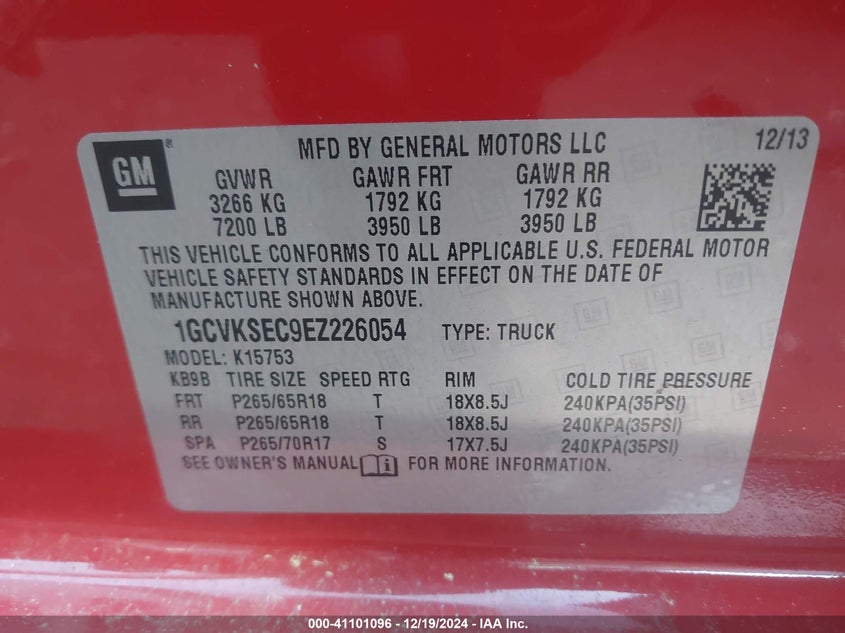 GM
MFD BY GENERAL MOTORS LLC 12/13
GVWR GAWR FRT GAWR RR
3266 KG 1792 KG 1792 KG
7200 LB 3950 LB 3950 LB
THIS VEHICLE CONFORMS TO ALL APPLICABLE U.S. FEDERAL MOTOR
VEHICLE SAFETY STANDARDS IN EFFECT ON THE DATE OF
MANUFACTURE SHOWN ABOVE.
1GCVKSEC9EZ226054 TYPE: TRUCK
MODEL: K15753
KB9B TIRE SIZE SPEED RTG RIM COLD TIRE PRESSURE
FRT P265/65R18 T 18X8.5J 240KPA(35PSI)
RR P265/65R18 T 18X8.5J 240KPA(35PSI)
SPA P265/70R17 S 17X7.5J 240KPA(35PSI)
SEE OWNER'S MANUAL FOR MORE INFORMATION.
000-41101096 - 12/19/2024 - IAA Inc.